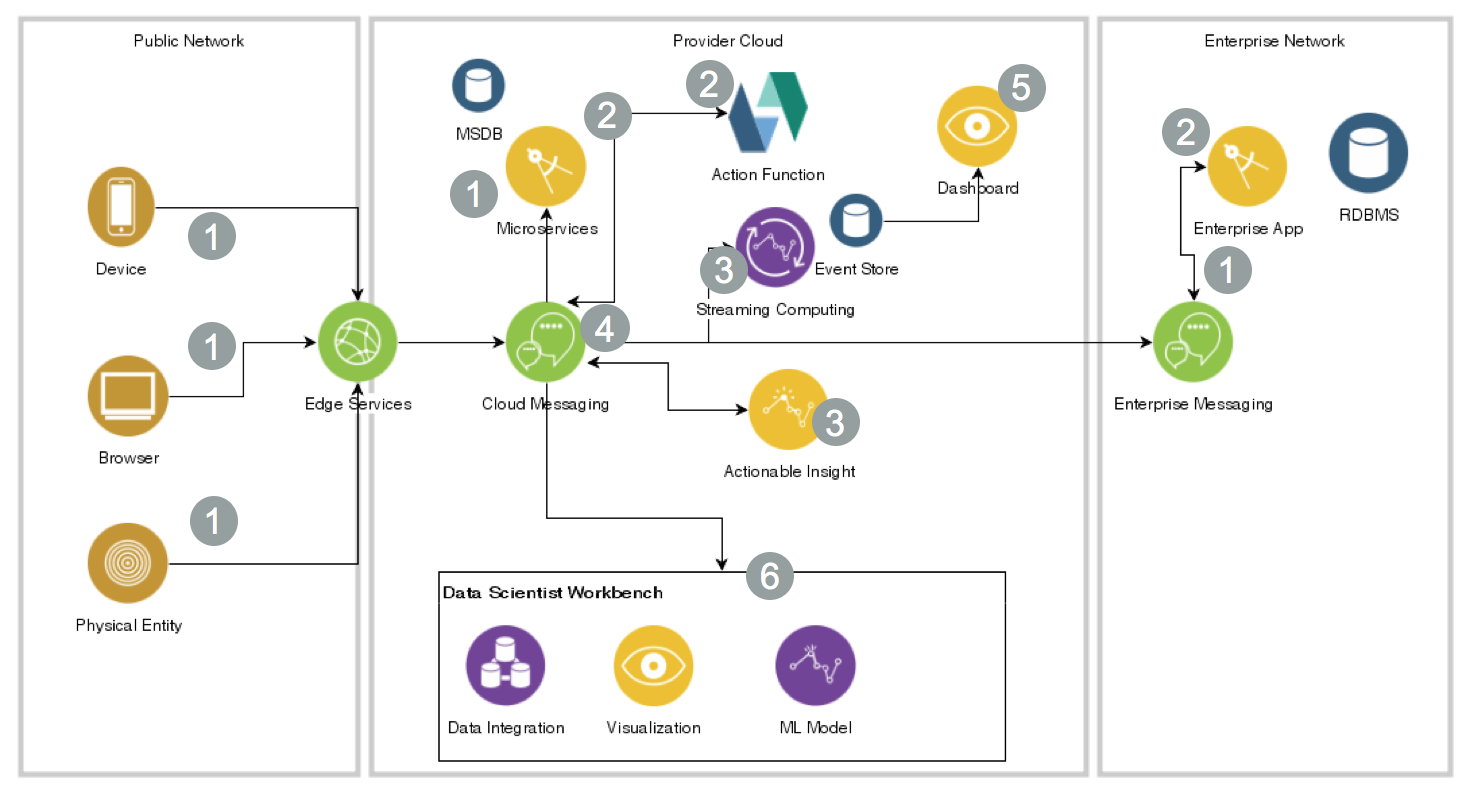 Public Network
Provider Cloud
Enterprise Network
MSDB
2
2
Action Function
5
Dashboard
2
Enterprise App
RDBMS
1
Microservices
Device
1
3
Streaming Computing
Event Store
1
Browser
1
Edge Services
4
Cloud Messaging
Actionable Insight
3
1
Enterprise Messaging
Physical Entity
1
6
Data Scientist Workbench
Data Integration
Visualization
ML Model